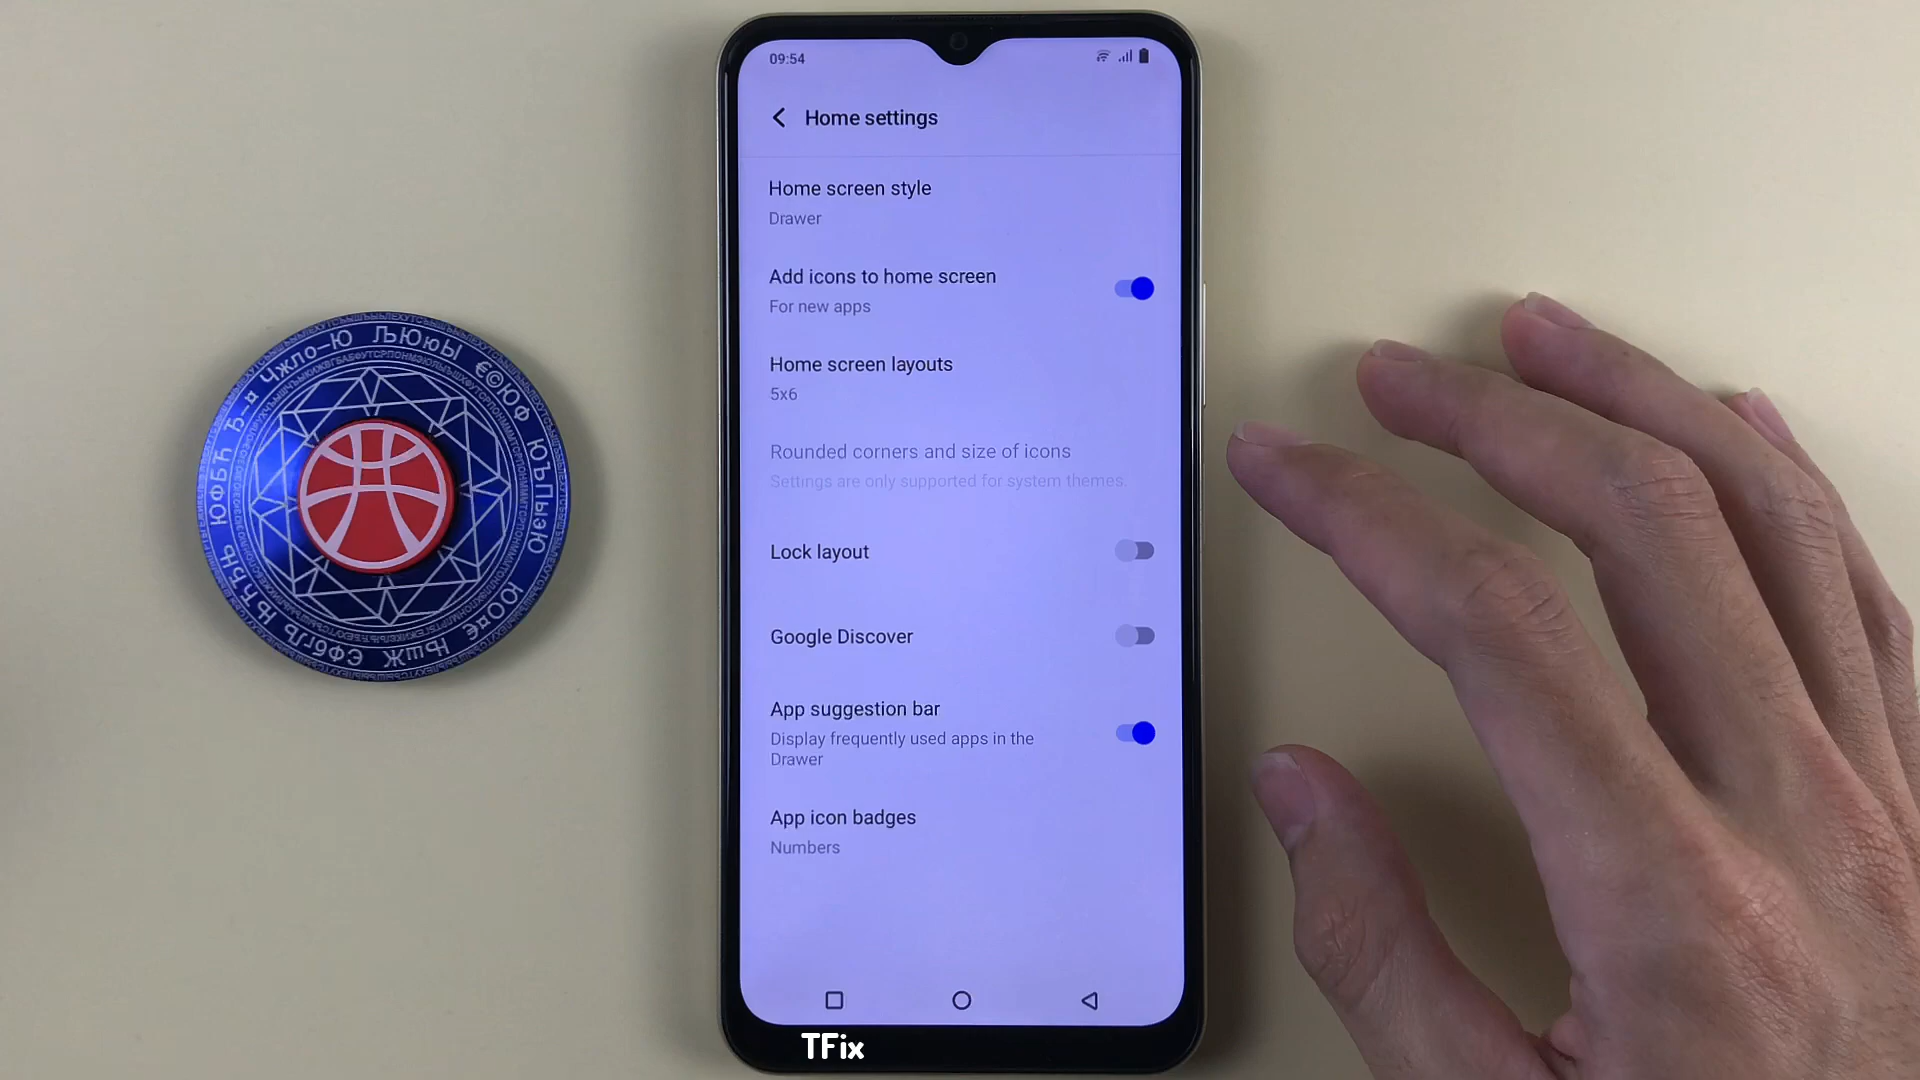 09:54
Home settings
Home screen style
Drawer
Add icons to home screen
For new apps
Home screen layouts
5x6
Rounded corners and size of icons
Settings are only supported for system themes.
Lock layout
Google Discover
App suggestion bar
Display frequently used apps in the
Drawer
App icon badges
Numbers
TFix